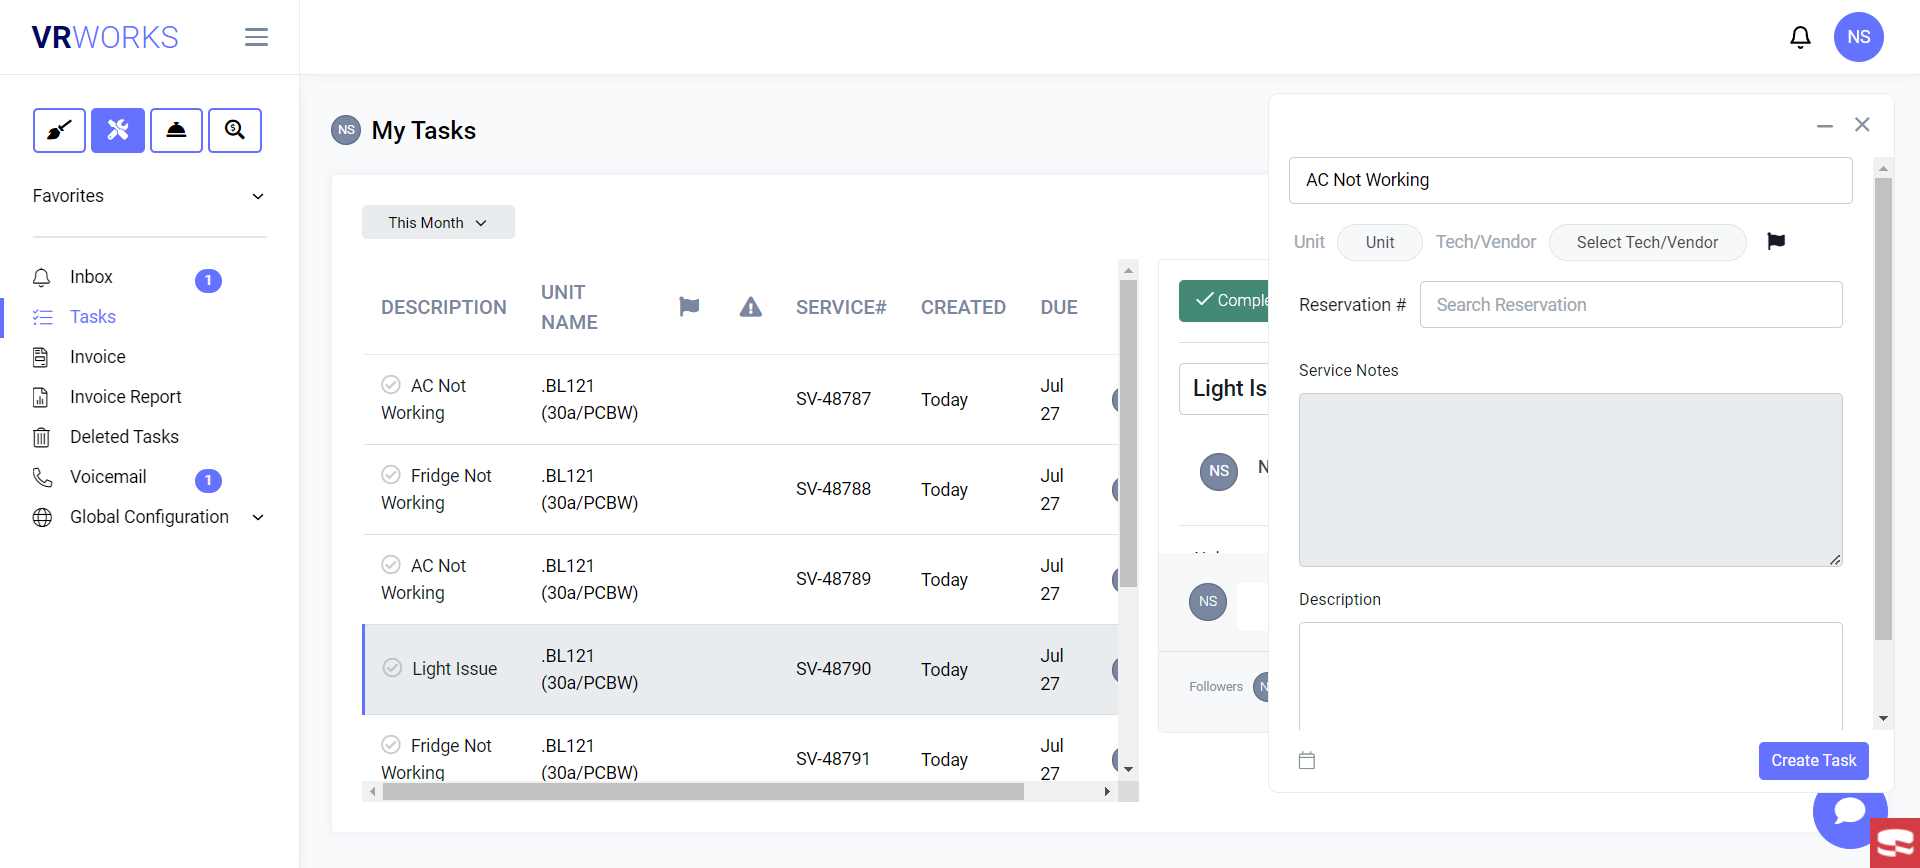 VRWORKS
NS
Favorites
Inbox 1
Tasks
Invoice
Invoice Report
Deleted Tasks
Voicemail 1
Global Configuration
NS My Tasks
This Month
DESCRIPTION UNIT NAME SERVICE# CREATED DUE
AC Not Working .BL121 (30a/PCBW) SV-48787 Today Jul 27
Fridge Not Working .BL121 (30a/PCBW) SV-48788 Today Jul 27
AC Not Working .BL121 (30a/PCBW) SV-48789 Today Jul 27
Light Issue .BL121 (30a/PCBW) SV-48790 Today Jul 27
Fridge Not Working .BL121 (30a/PCBW) SV-48791 Today Jul 27
Comple
Light Is
NS N
NS
Followers N
AC Not Working
Unit Unit Tech/Vendor Select Tech/Vendor
Reservation # Search Reservation
Service Notes
Description
Create Task